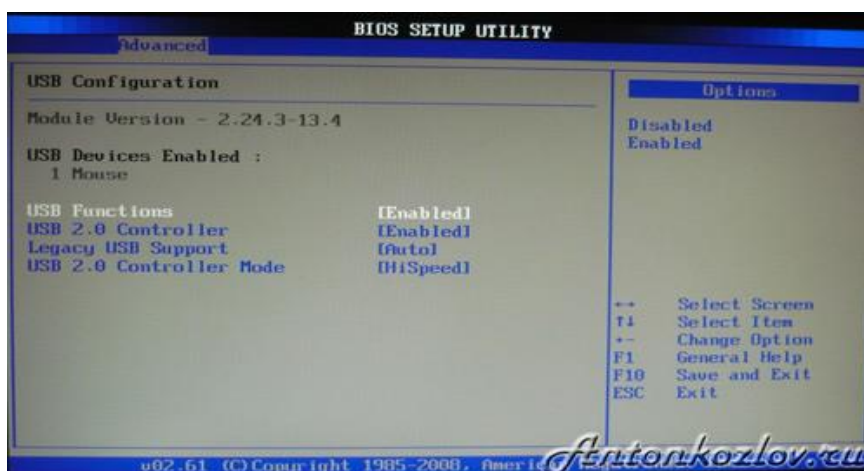 BIOS SETUP UTILITY
Advanced
USB Configuration
Module Version - 2.24.3-13.4
USB Devices Enabled :
1 Mouse
USB Functions [Enabled]
USB 2.0 Controller [Enabled]
Legacy USB Support [Auto]
USB 2.0 Controller Mode [HiSpeed]
Options
Disabled
Enabled
↔ Select Screen
↑↓ Select Item
+- Change Option
F1 General Help
F10 Save and Exit
ESC Exit
v02.61 (C)Copyright 1985-2008, Americ
Antonkozlov.ru